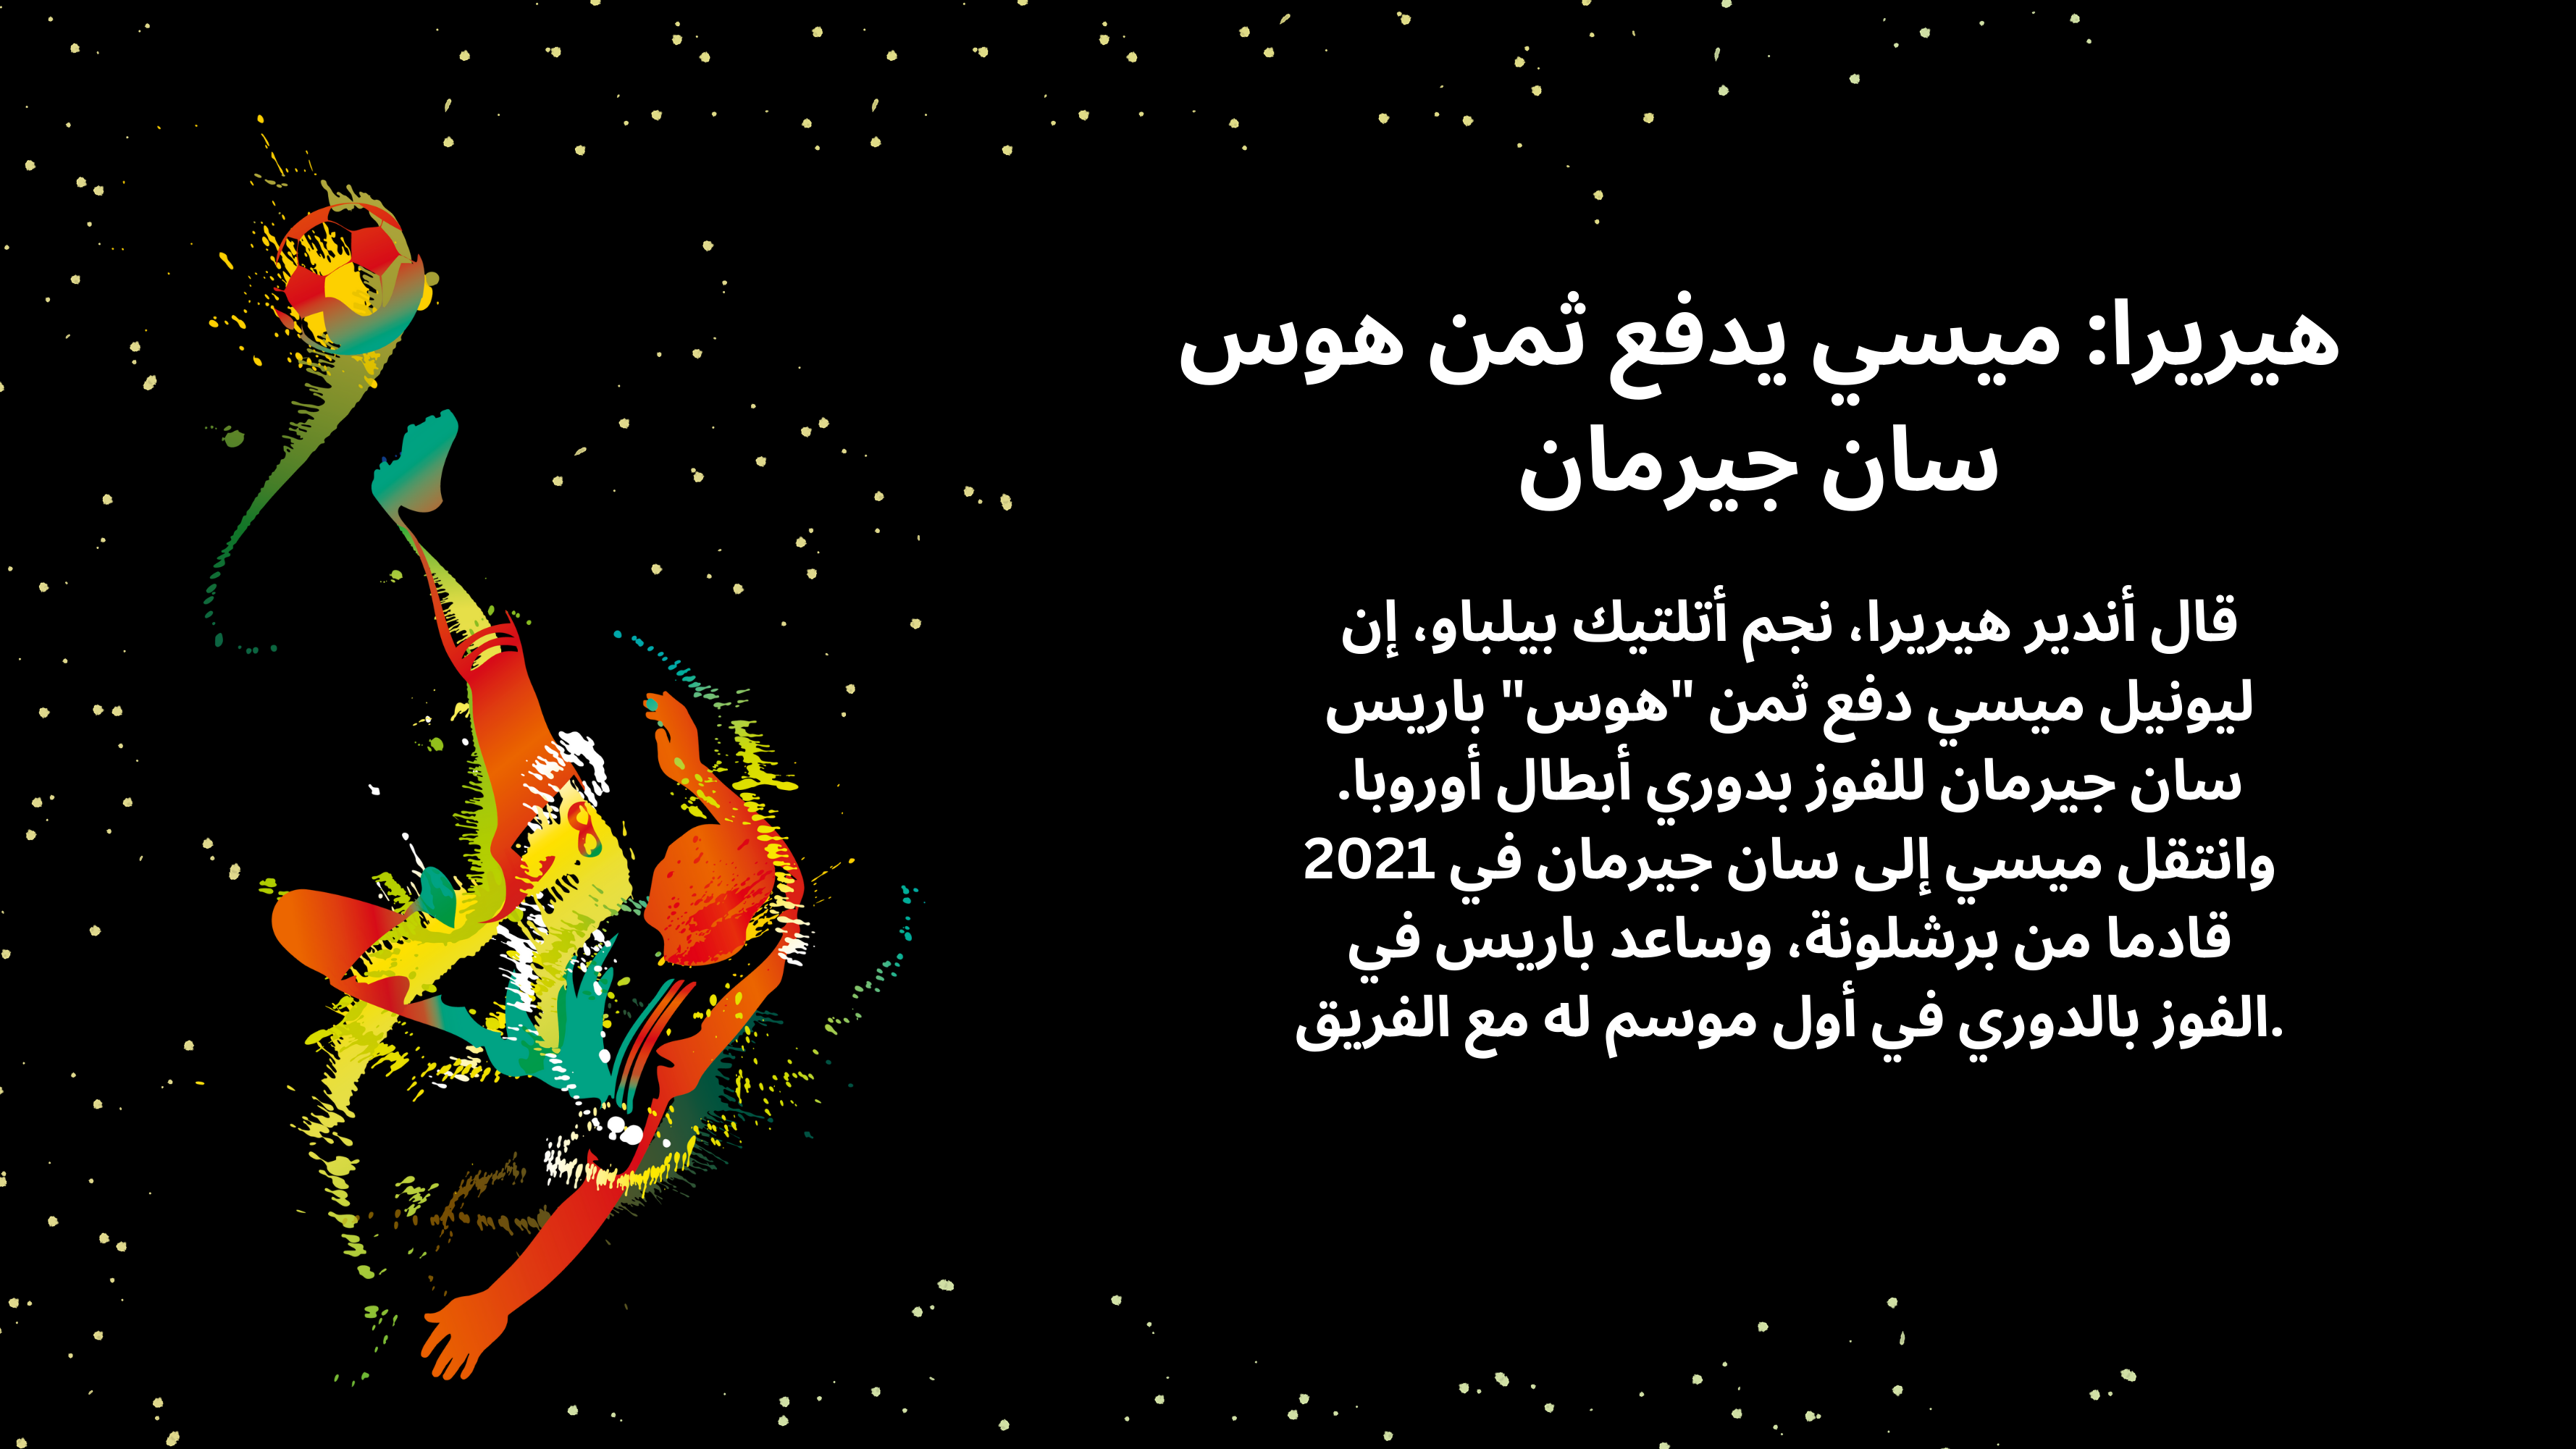 هيريرا: ميسي يدفع ثمن هوس
سان جيرمان
قال أندير هيريرا، نجم أتلتيك بيلباو، إن
ليونيل ميسي دفع ثمن "هوس" باريس
سان جيرمان للفوز بدوري أبطال أوروبا.
وانتقل ميسي إلى سان جيرمان في 2021
قادما من برشلونة، وساعد باريس في
.الفوز بالدوري في أول موسم له مع الفريق
8